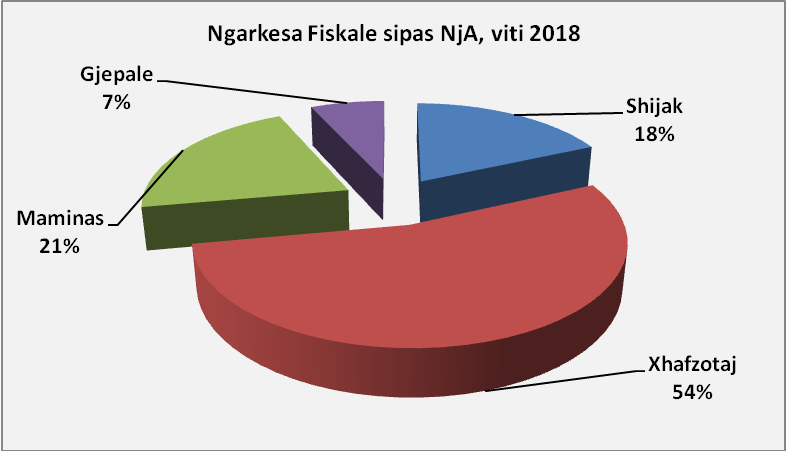 Ngarkesa Fiskale sipas NjA, viti 2018
Gjepale
7%
Shijak
18%
Maminas
21%
Xhafzotaj
54%